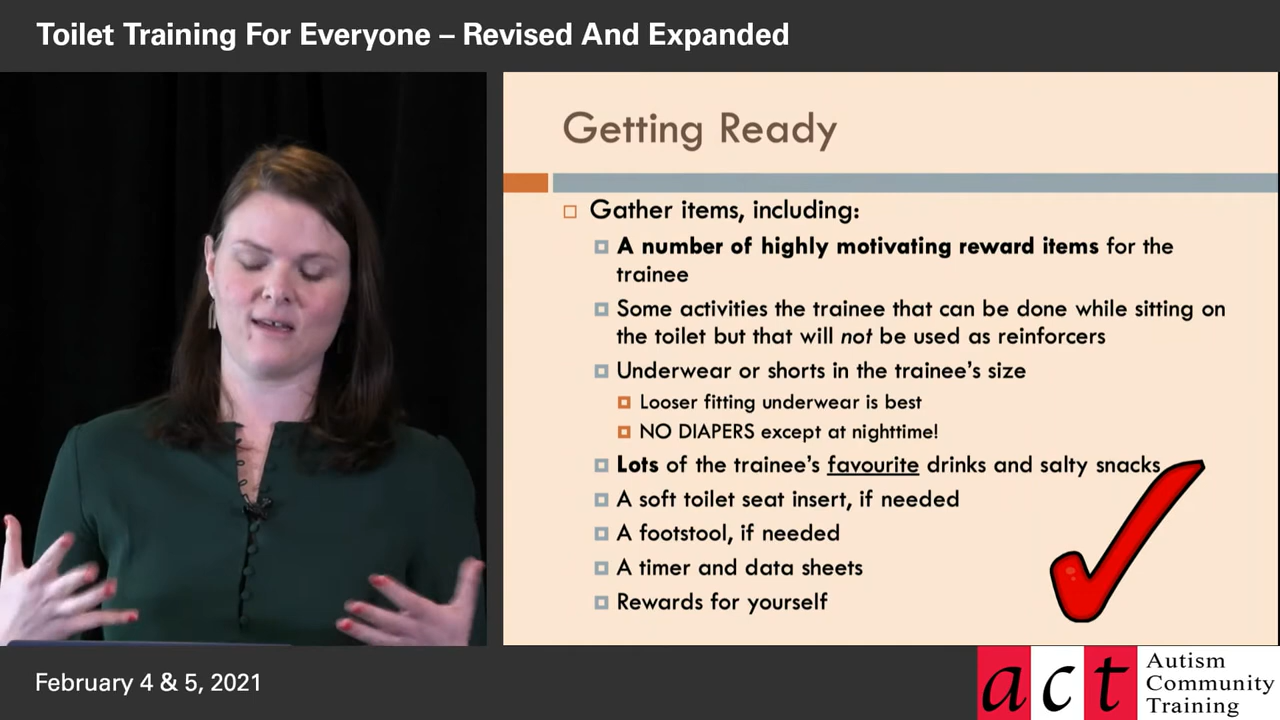 Toilet Training For Everyone – Revised And Expanded
Getting Ready
Gather items, including:
A number of highly motivating reward items for the
trainee
Some activities the trainee that can be done while sitting on
the toilet but that will not be used as reinforcers
Underwear or shorts in the trainee's size
Looser fitting underwear is best
NO DIAPERS except at nighttime!
Lots of the trainee's favourite drinks and salty snacks
A soft toilet seat insert, if needed
A footstool, if needed
A timer and data sheets
Rewards for yourself
February 4 & 5, 2021
act
Autism
Community
Training